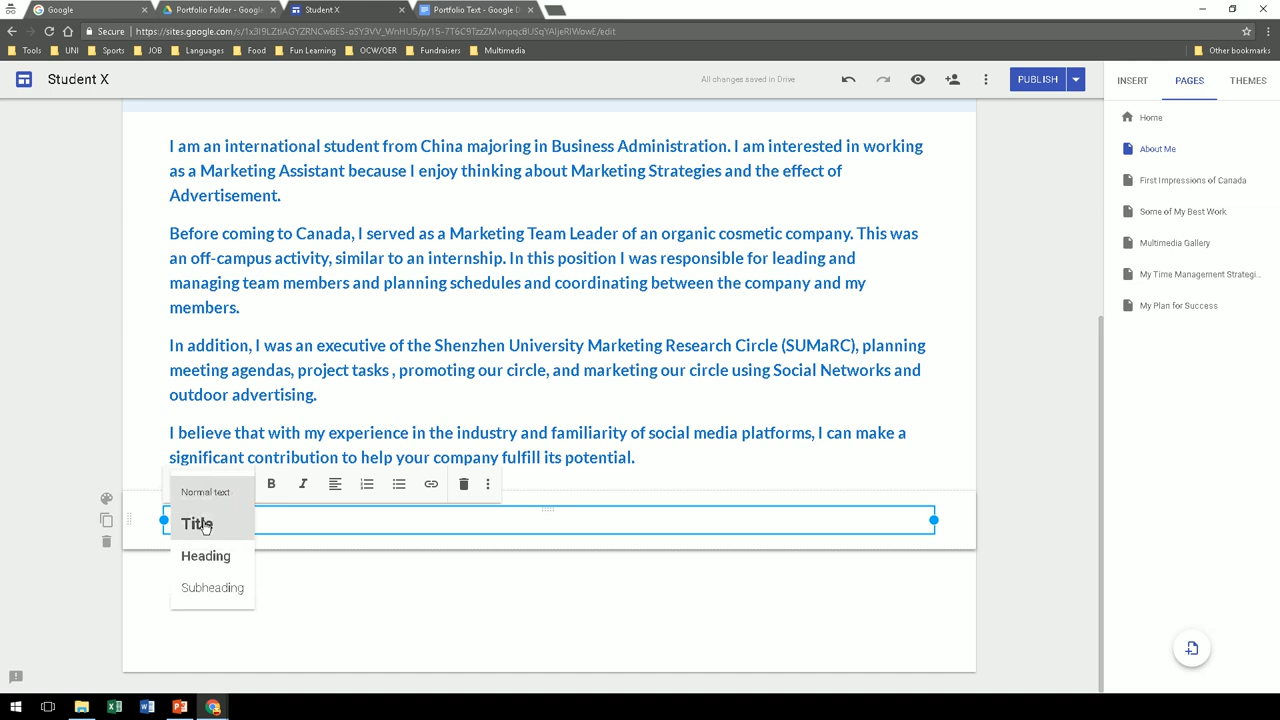 Google
Portfolio Folder - Google
Student X
Portfolio Text - Google D
Secure
https://sites.google.com/s/1x3I9LZtIAGYZRNCwBES-oSY3VV_WnHU5/p/15-7T6C9TzzZMvnpqcBUSqYAIjeRIWowE/edit
Tools
UNI
Sports
JOB
Languages
Food
Fun Learning
OCW/OER
Fundraisers
Multimedia
Other bookmarks
Student X
All changes saved in Drive
PUBLISH
INSERT
PAGES
THEMES
Home
About Me
First Impressions of Canada
Some of My Best Work
Multimedia Gallery
My Time Management Strategi...
My Plan for Success
I am an international student from China majoring in Business Administration. I am interested in working
as a Marketing Assistant because I enjoy thinking about Marketing Strategies and the effect of
Advertisement.
Before coming to Canada, I served as a Marketing Team Leader of an organic cosmetic company. This was
an off-campus activity, similar to an internship. In this position I was responsible for leading and
managing team members and planning schedules and coordinating between the company and my
members.
In addition, I was an executive of the Shenzhen University Marketing Research Circle (SUMaRC), planning
meeting agendas, project tasks , promoting our circle, and marketing our circle using Social Networks and
outdoor advertising.
I believe that with my experience in the industry and familiarity of social media platforms, I can make a
significant contribution to help your company fulfill its potential.
Normal text
Title
Heading
Subheading